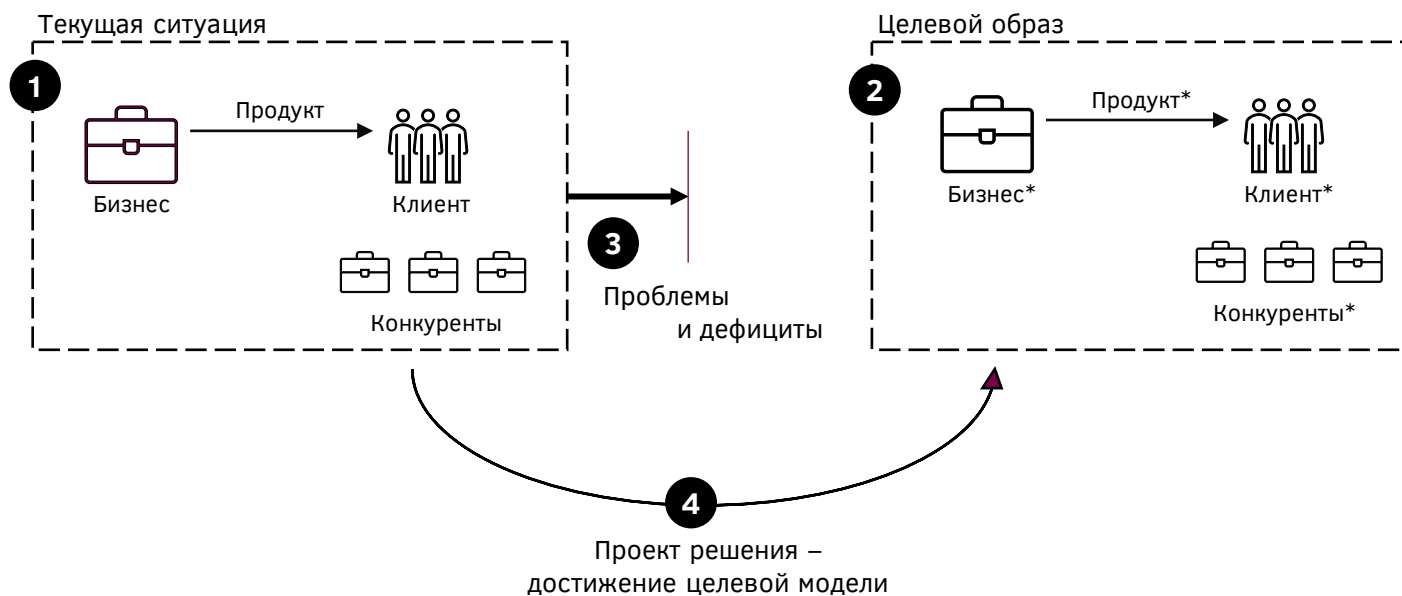 Текущая ситуация
1
Продукт
Бизнес
Клиент
Конкуренты
3
Проблемы
и дефициты
Целевой образ
2
Продукт*
Бизнес*
Клиент*
Конкуренты*
4
Проект решения –
достижение целевой модели